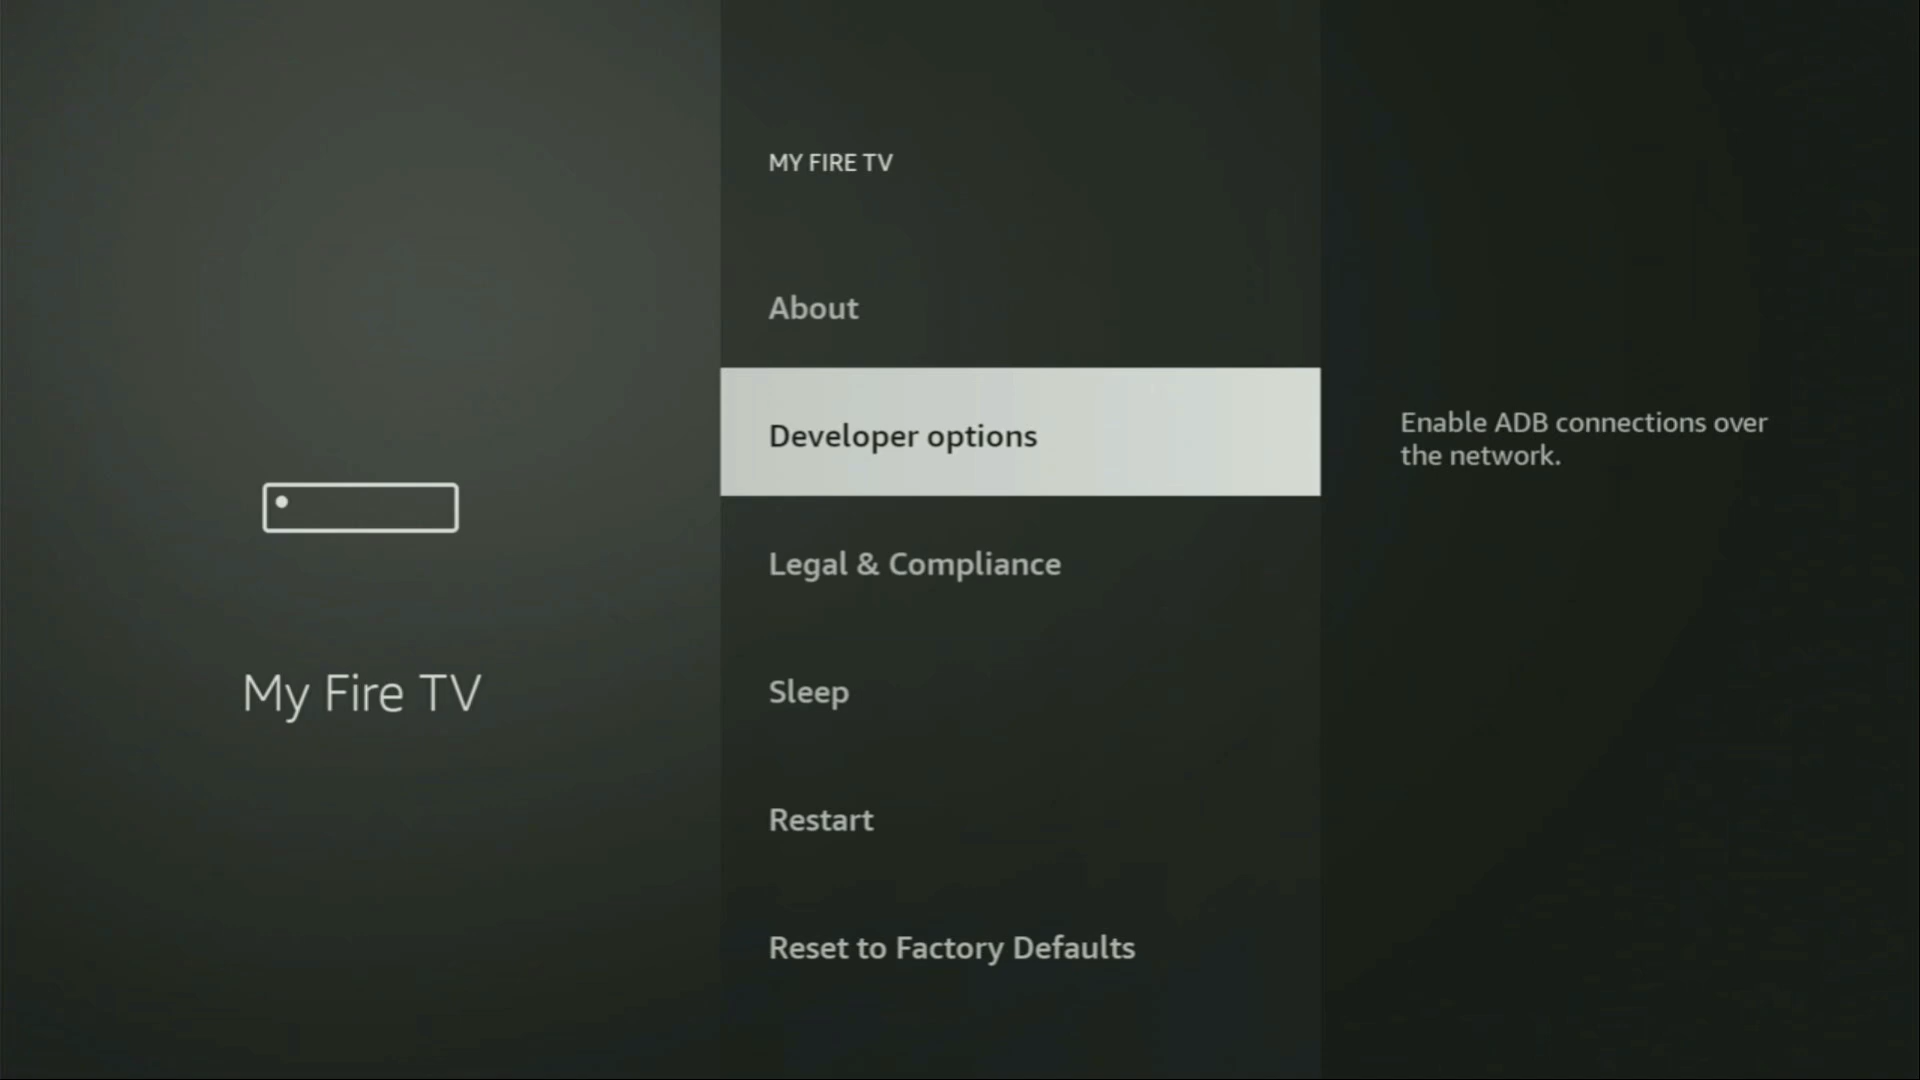 MY FIRE TV
About
Developer options
Legal & Compliance
Sleep
Restart
Reset to Factory Defaults
My Fire TV
Enable ADB connections over
the network.